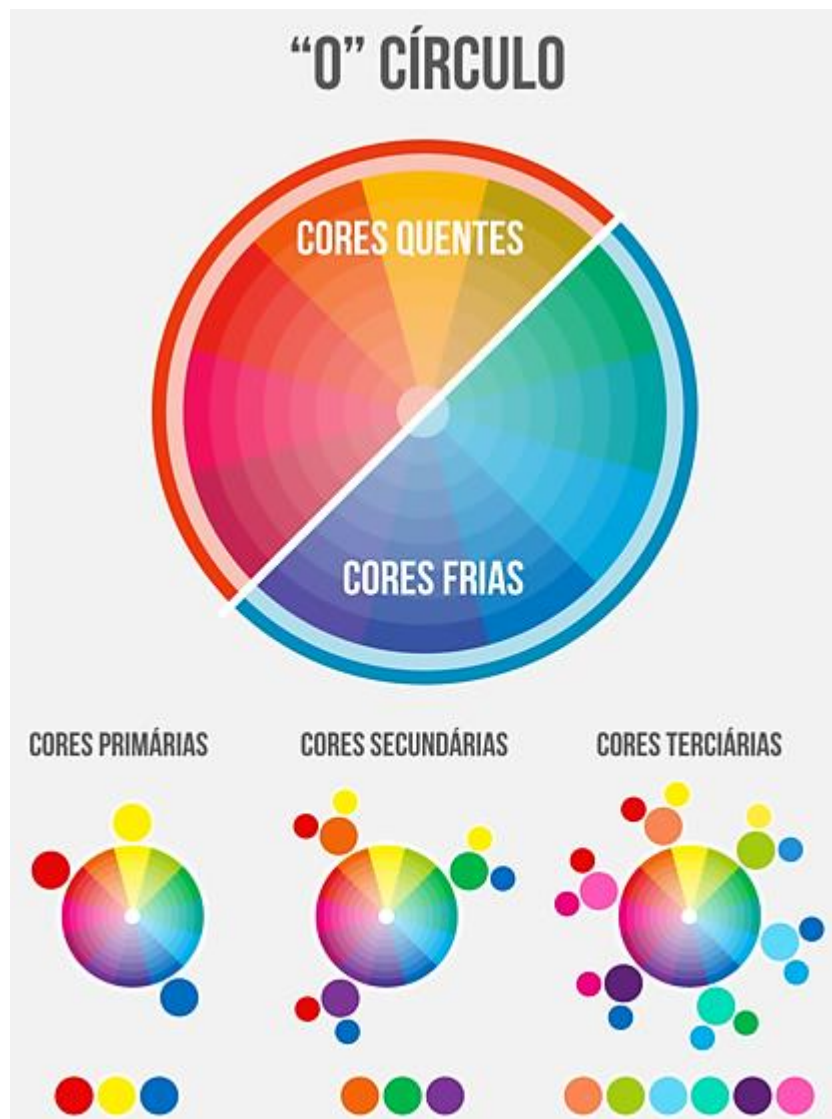 “O” CÍRCULO
CORES QUENTES
CORES FRIAS
CORES PRIMÁRIAS
CORES SECUNDÁRIAS
CORES TERCIÁRIAS